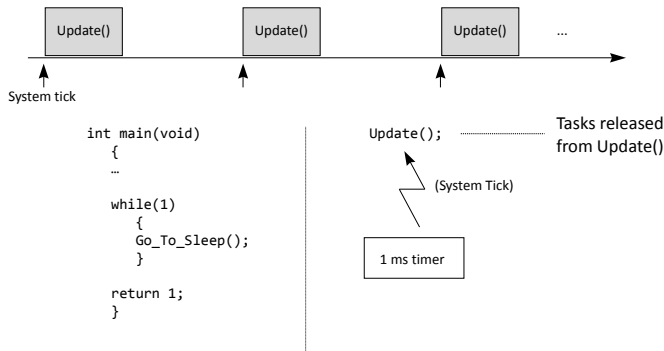 Update() Update() Update() ...
System tick
int main(void)
{
…
while(1)
{
Go_To_Sleep();
}
return 1;
}
Update();
Tasks released
from Update()
(System Tick)
1 ms timer